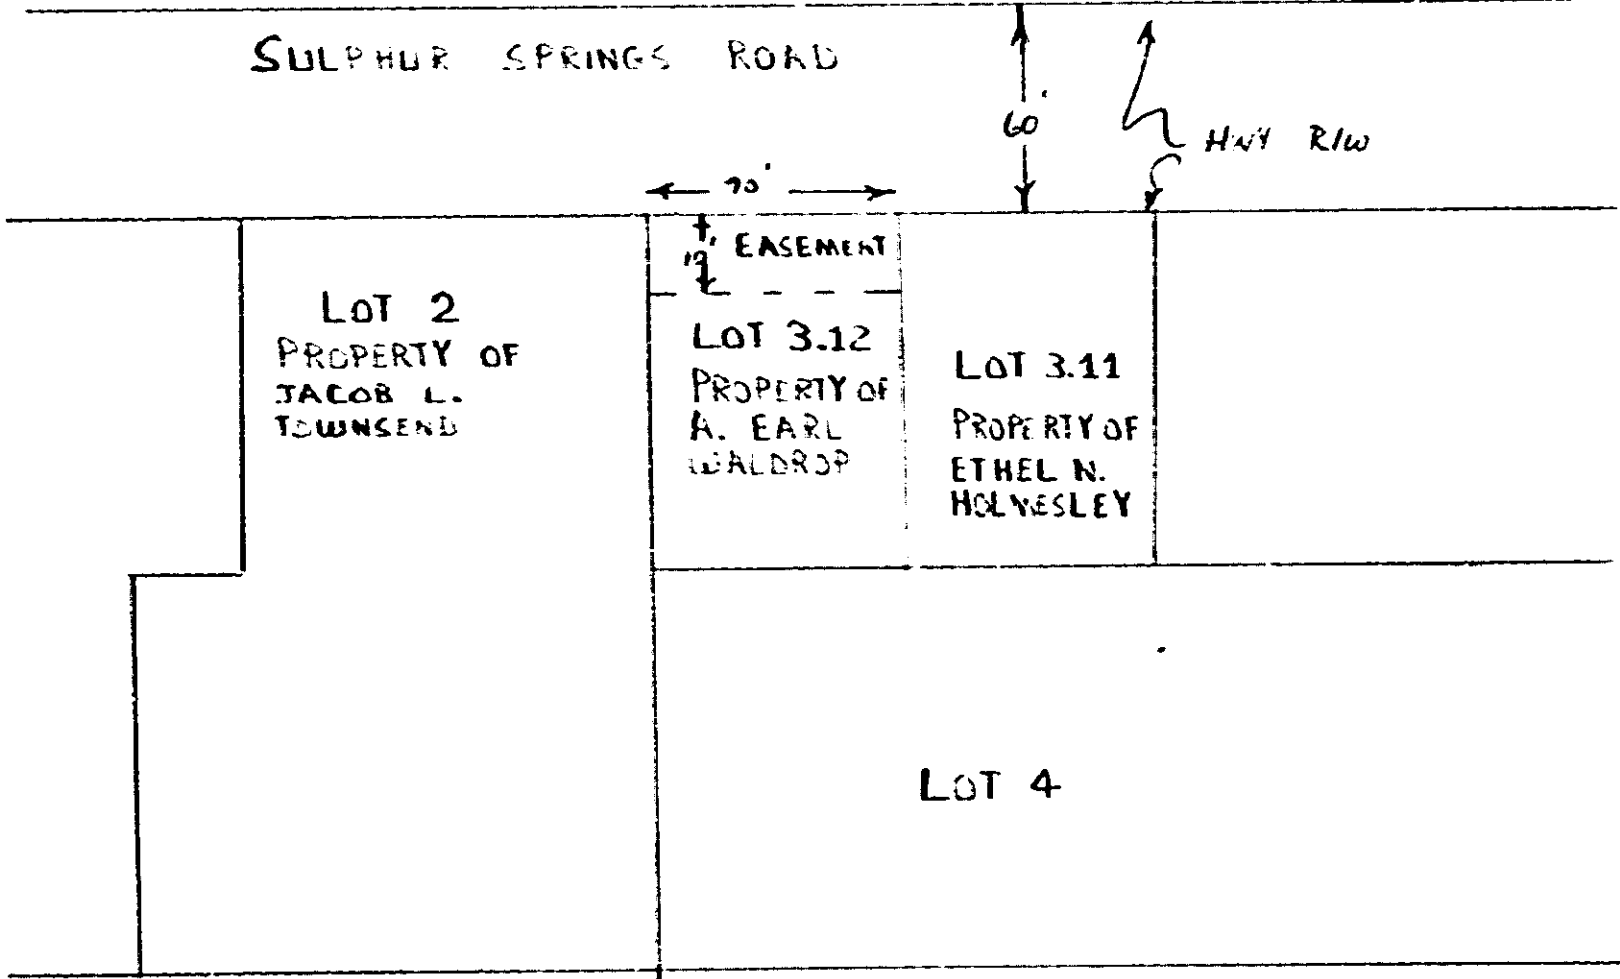 SULPHUR SPRINGS ROAD
60'
HWY R/W
EASEMENT
LOT 2
PROPERTY OF
JACOB L.
TOWNSEND
LOT 3.12
PROPERTY OF
A. EARL
WALDROP
LOT 3.11
PROPERTY OF
ETHEL N.
HOLMESLEY
LOT 4